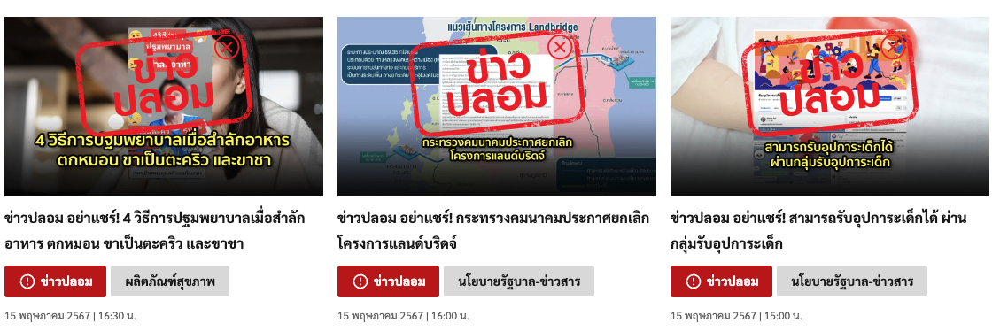 ข่าว
ปลอม
ปฐมพยาบาล
4 วิธีการปฐมพยาบาลเมื่อสำลักอาหาร
ตกหมอน ขาเป็นตะคริว และขาชา
ข่าวปลอม อย่าแชร์! 4 วิธีการปฐมพยาบาลเมื่อสำลัก
อาหาร ตกหมอน ขาเป็นตะคริว และขาชา
ข่าวปลอม
ผลิตภัณฑ์สุขภาพ
15 พฤษภาคม 2567 | 16:30 น.
แนวเส้นทางโครงการ Landbridge
ข่าว
ปลอม
กระทรวงคมนาคมประกาศยกเลิก
โครงการแลนด์บริดจ์
ข่าวปลอม อย่าแชร์! กระทรวงคมนาคมประกาศยกเลิก
โครงการแลนด์บริดจ์
ข่าวปลอม
นโยบายรัฐบาล-ข่าวสาร
15 พฤษภาคม 2567 | 16:00 น.
ข่าว
ปลอม
สามารถรับอุปการะเด็กได้
ผ่านกลุ่มรับอุปการะเด็ก
ข่าวปลอม อย่าแชร์! สามารถรับอุปการะเด็กได้ ผ่าน
กลุ่มรับอุปการะเด็ก
ข่าวปลอม
นโยบายรัฐบาล-ข่าวสาร
15 พฤษภาคม 2567 | 15:00 น.